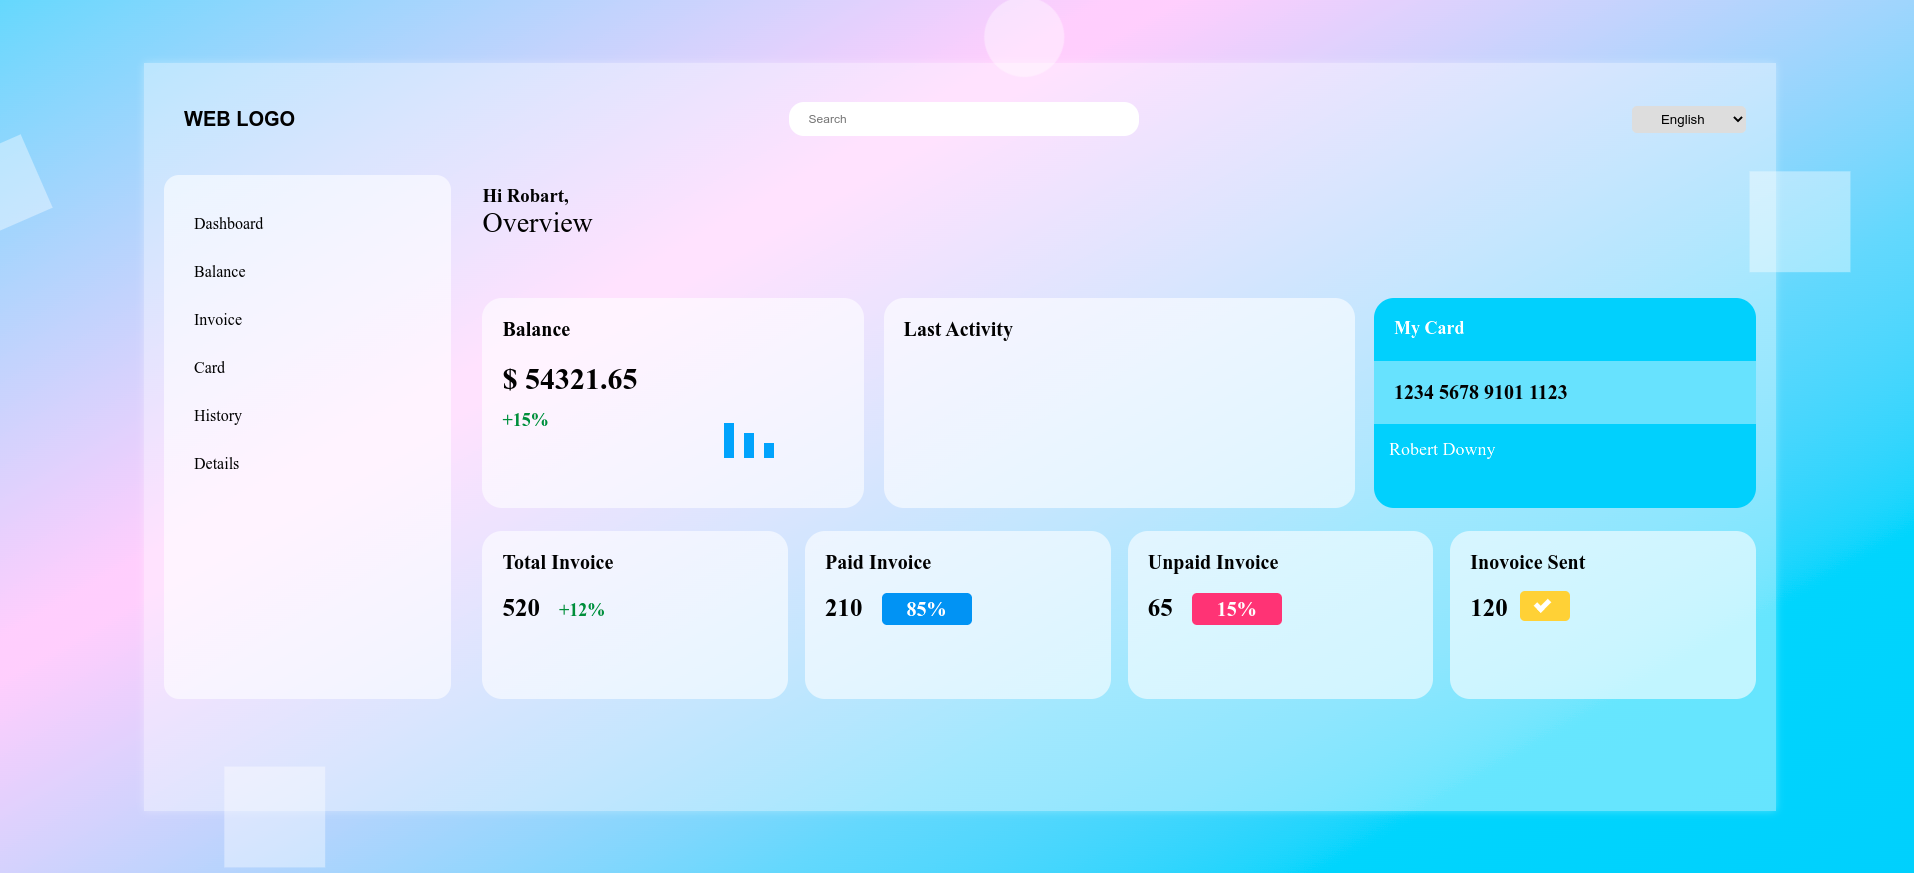 WEB LOGO
Search
English
Dashboard
Balance
Invoice
Card
History
Details
Hi Robart,
Overview
Balance
$ 54321.65
+15%
Last Activity
My Card
1234 5678 9101 1123
Robert Downy
Total Invoice
520 +12%
Paid Invoice
210 85%
Unpaid Invoice
65 15%
Inovoice Sent
120